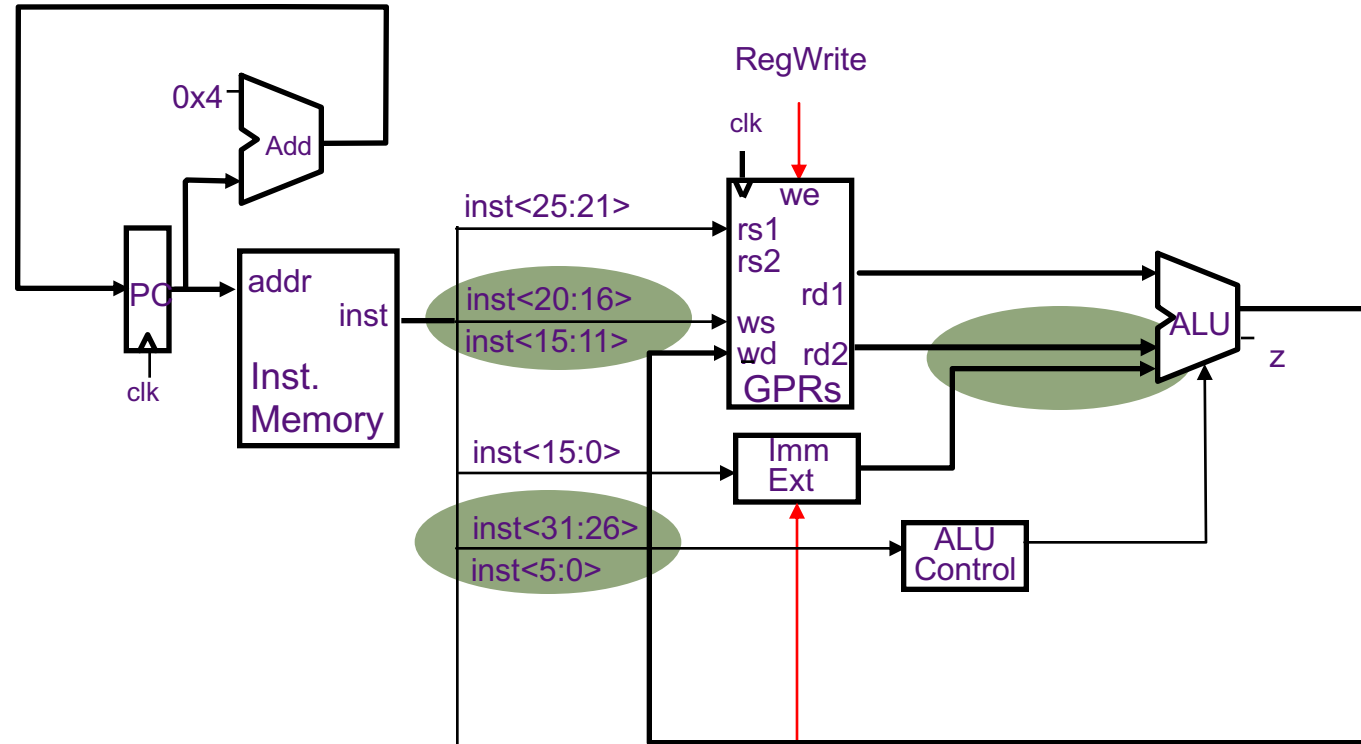 RegWrite
0x4
Add
clk
we
inst<25:21>
rs1
rs2
PC
addr
inst
inst<20:16>
inst<15:11>
rd1
ws
wd
rd2
GPRs
ALU
z
clk
Inst.
Memory
inst<15:0>
Imm
Ext
inst<31:26>
inst<5:0>
ALU
Control